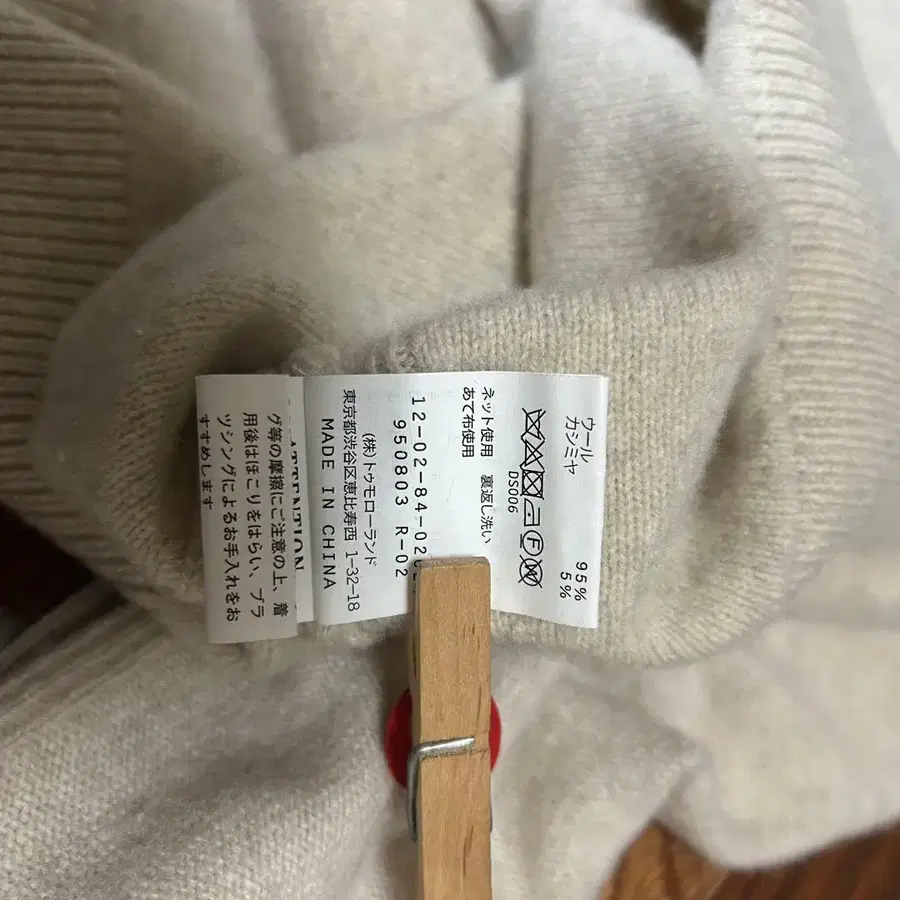 ウール 95%
カシミヤ 5%
DS006
ネット使用 裏返し洗い
あて布使用
950803 R-02
(株)トゥモローランド
東京都渋谷区恵比寿西 1-32-18
MADE IN CHINA
ATTENTION
グ等の摩擦にご注意の上、着
用後はほこりをはらい、ブラ
ッシングによるお手入れをお
すすめします